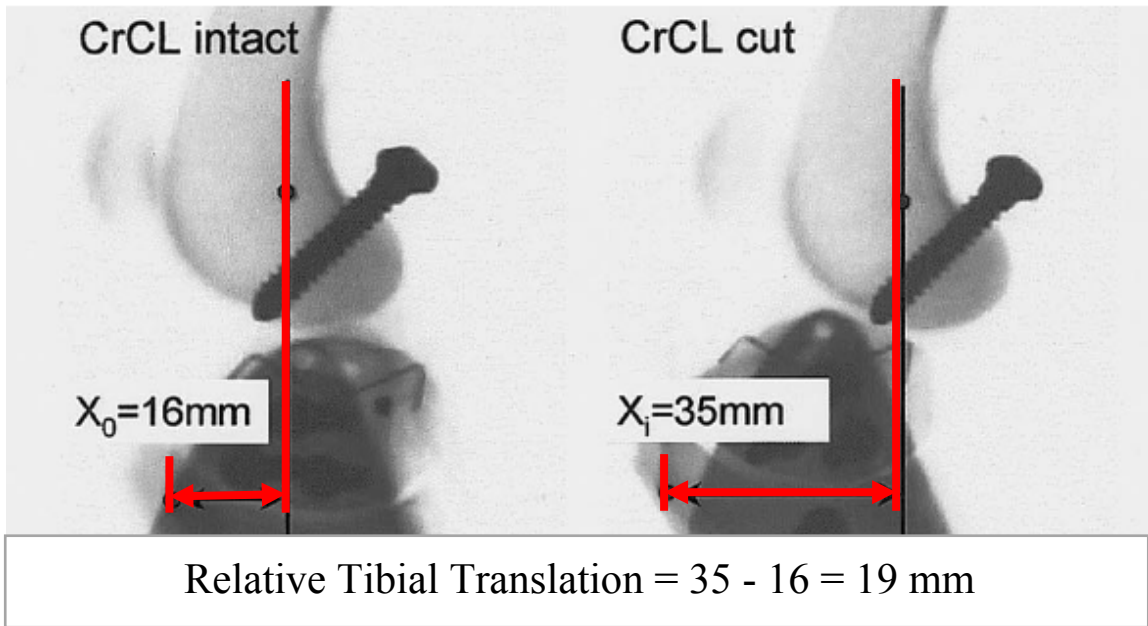 CrCL intact
CrCL cut
X₀=16mm
Xᵢ=35mm
Relative Tibial Translation = 35 - 16 = 19 mm